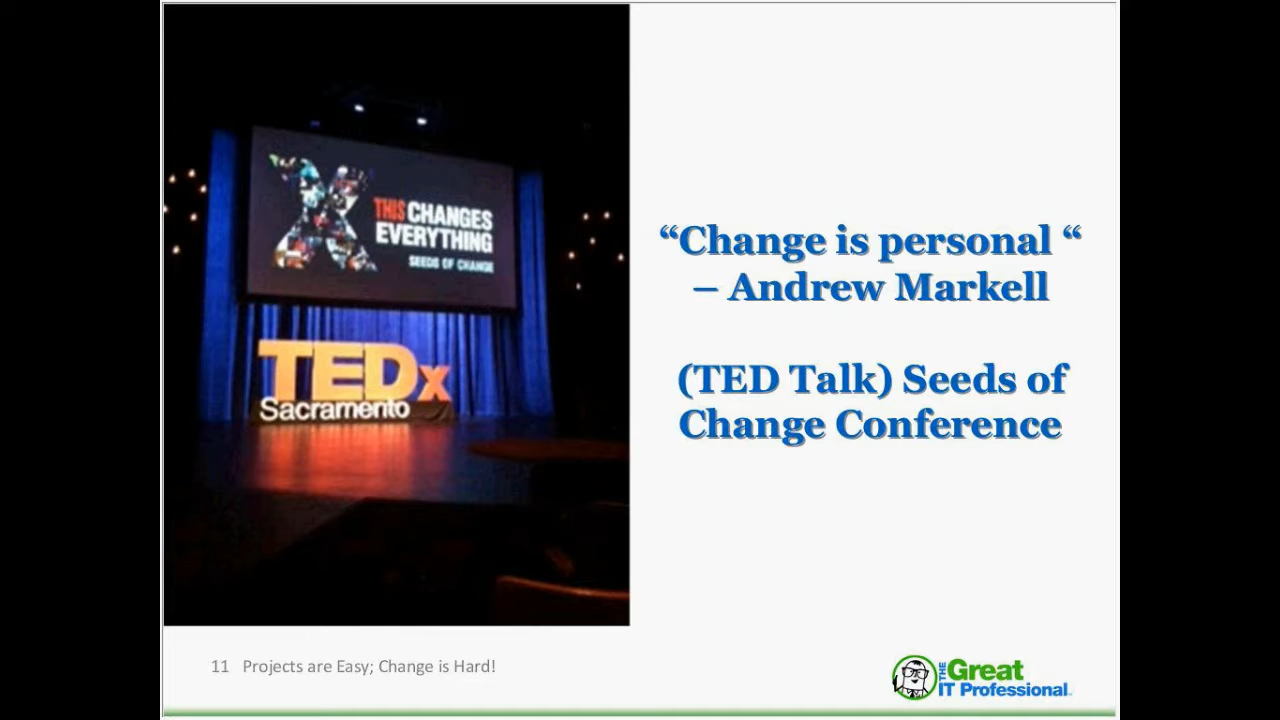 THIS CHANGES
EVERYTHING
SEEDS OF CHANGE
TEDx
Sacramento
“Change is personal “
– Andrew Markell
(TED Talk) Seeds of
Change Conference
11 Projects are Easy; Change is Hard!
THE Great
IT Professional